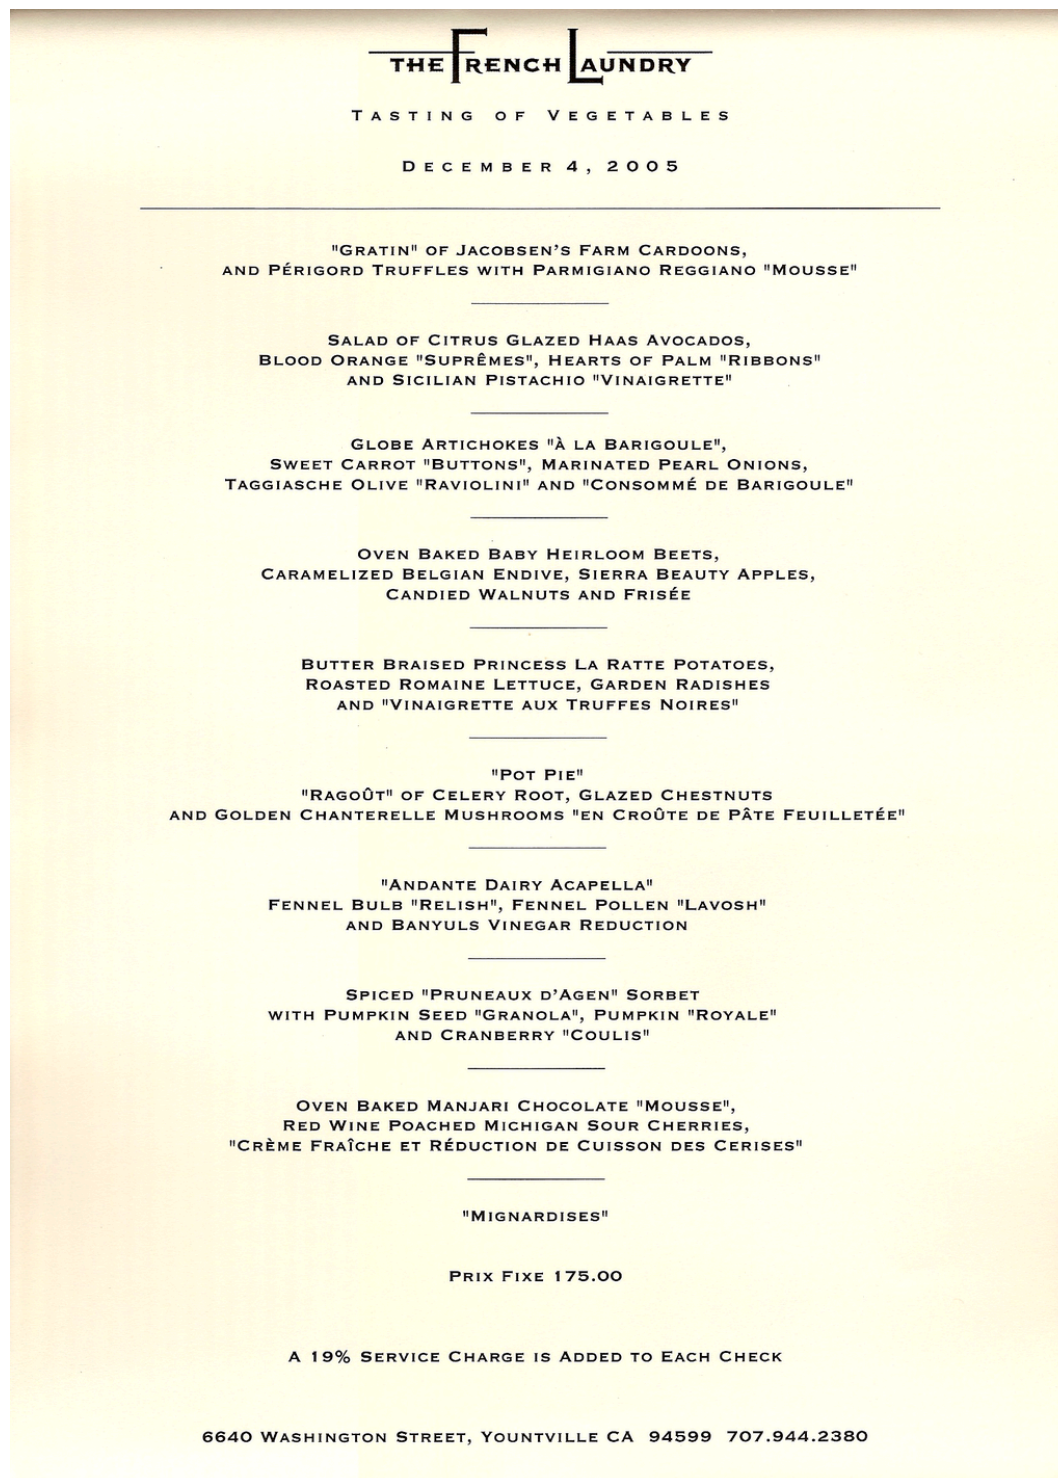 THE FRENCH LAUNDRY
TASTING OF VEGETABLES
DECEMBER 4, 2005
"GRATIN" OF JACOBSEN'S FARM CARDOONS,
AND PÉRIGORD TRUFFLES WITH PARMIGIANO REGGIANO "MOUSSE"
SALAD OF CITRUS GLAZED HAAS AVOCADOS,
BLOOD ORANGE "SUPRÊMES", HEARTS OF PALM "RIBBONS"
AND SICILIAN PISTACHIO "VINAIGRETTE"
GLOBE ARTICHOKES "À LA BARIGOULE",
SWEET CARROT "BUTTONS", MARINATED PEARL ONIONS,
TAGGIASCHE OLIVE "RAVIOLINI" AND "CONSOMMÉ DE BARIGOULE"
OVEN BAKED BABY HEIRLOOM BEETS,
CARAMELIZED BELGIAN ENDIVE, SIERRA BEAUTY APPLES,
CANDIED WALNUTS AND FRISÉE
BUTTER BRAISED PRINCESS LA RATTE POTATOES,
ROASTED ROMAINE LETTUCE, GARDEN RADISHES
AND "VINAIGRETTE AUX TRUFFES NOIRES"
"POT PIE"
"RAGOÛT" OF CELERY ROOT, GLAZED CHESTNUTS
AND GOLDEN CHANTERELLE MUSHROOMS "EN CROÛTE DE PÂTE FEUILLETÉE"
"ANDANTE DAIRY ACAPELLA"
FENNEL BULB "RELISH", FENNEL POLLEN "LAVOSH"
AND BANYULS VINEGAR REDUCTION
SPICED "PRUNEAUX D'AGEN" SORBET
WITH PUMPKIN SEED "GRANOLA", PUMPKIN "ROYALE"
AND CRANBERRY "COULIS"
OVEN BAKED MANJARI CHOCOLATE "MOUSSE",
RED WINE POACHED MICHIGAN SOUR CHERRIES,
"CRÈME FRAÎCHE ET RÉDUCTION DE CUISSON DES CERISES"
"MIGNARDISES"
PRIX FIXE 175.00
A 19% SERVICE CHARGE IS ADDED TO EACH CHECK
6640 WASHINGTON STREET, YOUNTVILLE CA 94599 707.944.2380